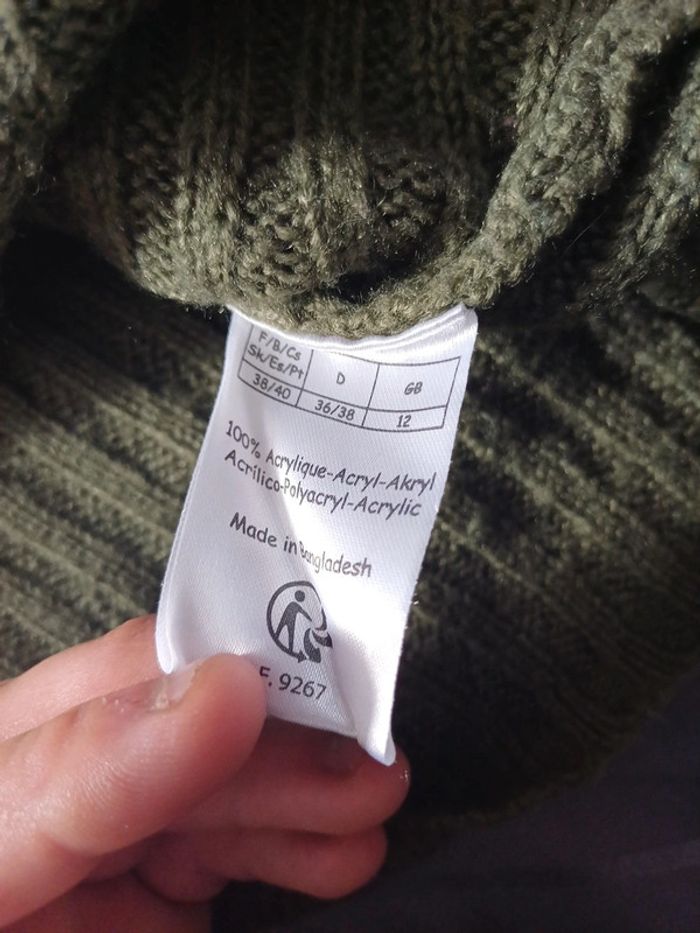 F/B/Cs
Sk/Es/Pt D GB
38/40 36/38 12
100% Acrylique-Acryl-Akryl
Acrílico-Polyacryl-Acrylic
Made in Bangladesh
F. 9267